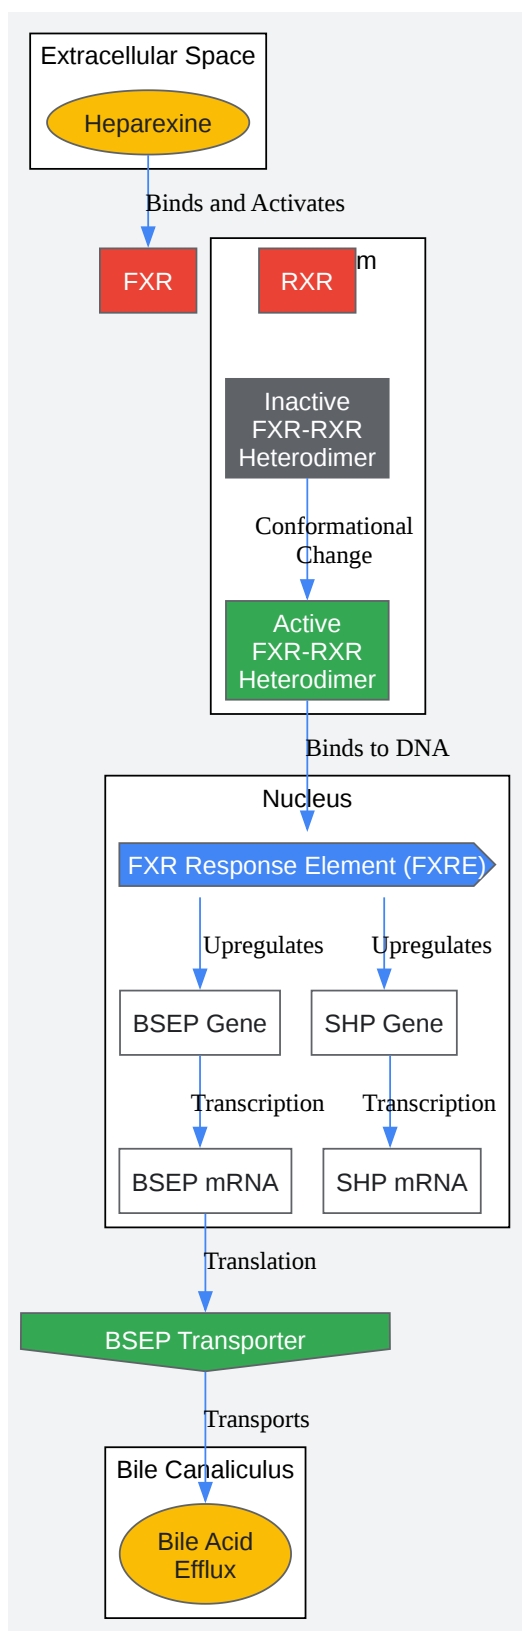 Extracellular Space
Heparexine
Binds and Activates
FXR
RXR
Inactive
FXR-RXR
Heterodimer
Conformational
Change
Active
FXR-RXR
Heterodimer
Binds to DNA
Nucleus
FXR Response Element (FXRE)
Upregulates
Upregulates
BSEP Gene
SHP Gene
Transcription
Transcription
BSEP mRNA
SHP mRNA
Translation
BSEP Transporter
Transports
Bile Canaliculus
Bile Acid
Efflux